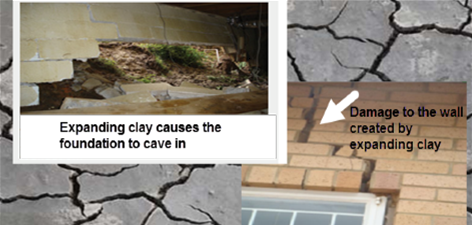 Expanding clay causes the
foundation to cave in
Damage to the wall
created by
expanding clay